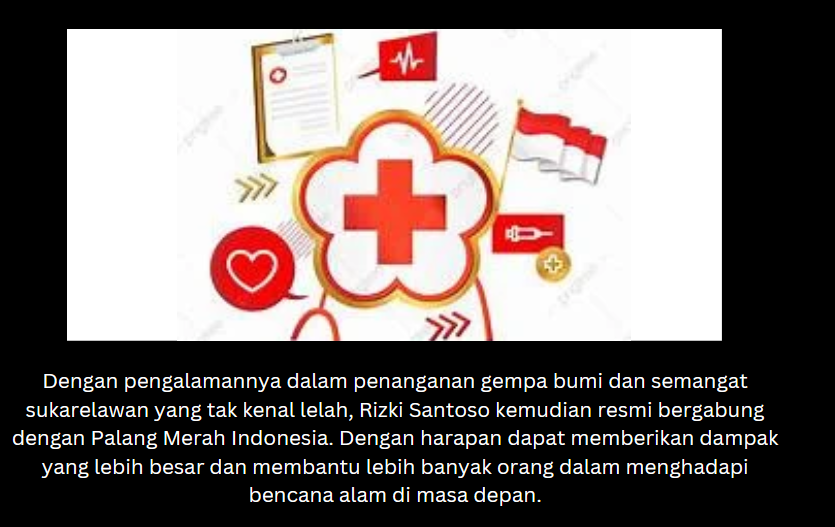 Dengan pengalamannya dalam penanganan gempa bumi dan semangat
sukarelawan yang tak kenal lelah, Rizki Santoso kemudian resmi bergabung
dengan Palang Merah Indonesia. Dengan harapan dapat memberikan dampak
yang lebih besar dan membantu lebih banyak orang dalam menghadapi
bencana alam di masa depan.